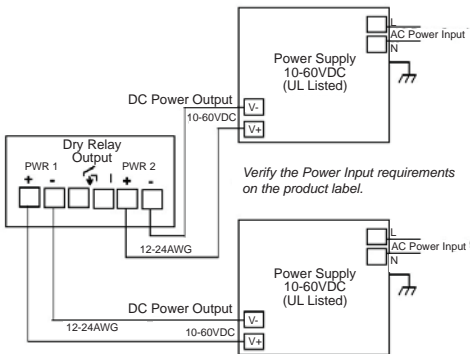 L
AC Power Input
N
Power Supply
10-60VDC
(UL Listed)
DC Power Output
V-
10-60VDC
V+
Dry Relay
Output
PWR 1
PWR 2
+ - + -
Verify the Power Input requirements
on the product label.
12-24AWG
L
AC Power Input
N
Power Supply
10-60VDC
(UL Listed)
DC Power Output
V-
12-24AWG
10-60VDC
V+